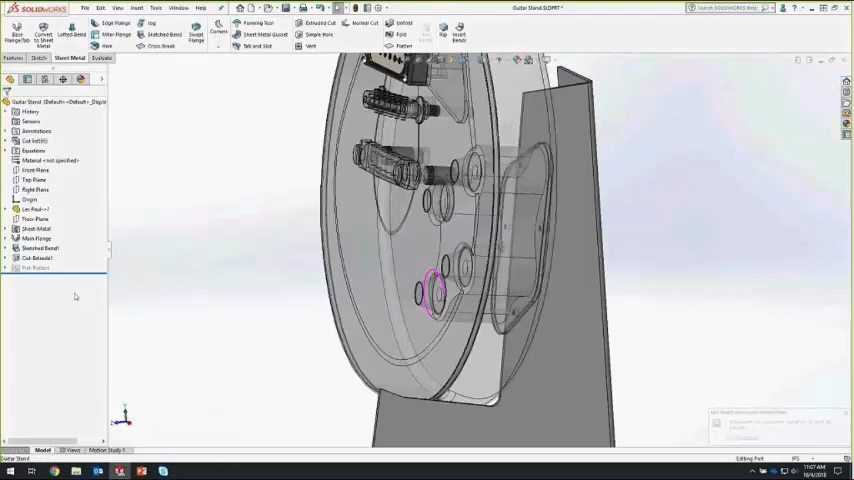 SOLIDWORKS File Edit View Insert Tools Window Help Guitar Stand.SLDPRT * Search SOLIDWORKS Help
Base Flange/Tab Convert to Sheet Metal Lofted-Bend Edge Flange Jog Swept Flange Corners Forming Tool Extruded Cut Normal Cut Unfold Rip Insert Bends
Miter Flange Sketched Bend Sheet Metal Gusset Simple Hole Fold
Hem Cross-Break Tab and Slot Vent Flatten
Features Sketch Sheet Metal Evaluate
Guitar Stand (Default<<Default>_Displa
History
Sensors
Annotations
Cut list(6)
Equations
Material <not specified>
Front Plane
Top Plane
Right Plane
Origin
Les Paul->?
Floor Plane
Sheet-Metal
Main-Flange
Sketched Bend1
Cut-Extrude1
Flat-Pattern
Y
Z
Model 3D Views Motion Study 1
Guitar Stand Editing Part IPS
11:07 AM
10/4/2018